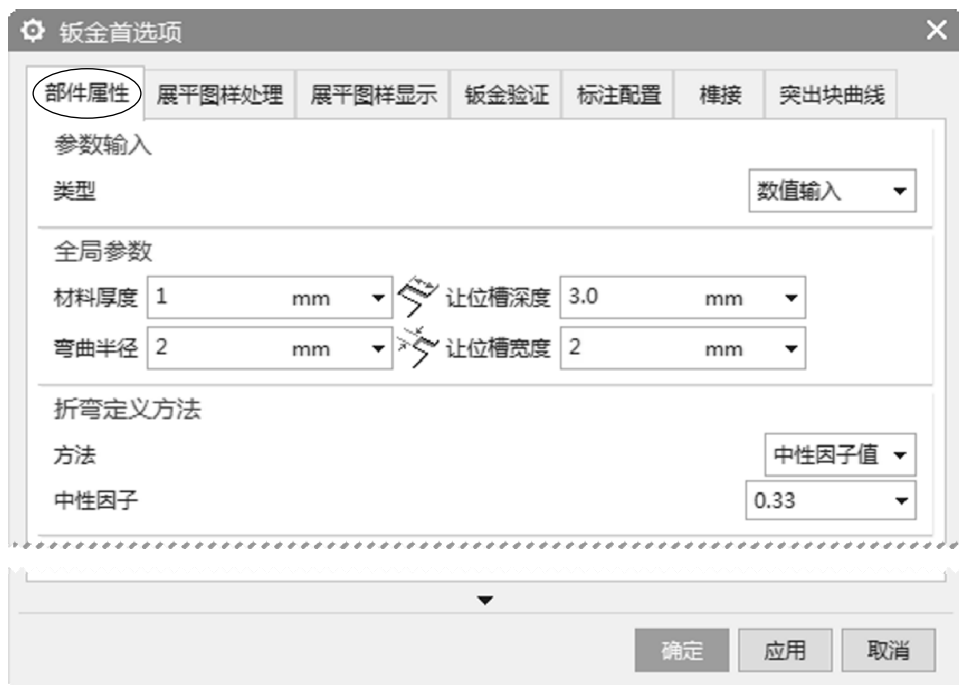 钣金首选项
部件属性 展平图样处理 展平图样显示 钣金验证 标注配置 榫接 突出块曲线
参数输入
类型 数值输入
全局参数
材料厚度 1 mm 让位槽深度 3.0 mm
弯曲半径 2 mm 让位槽宽度 2 mm
折弯定义方法
方法 中性因子值
中性因子 0.33
确定 应用 取消